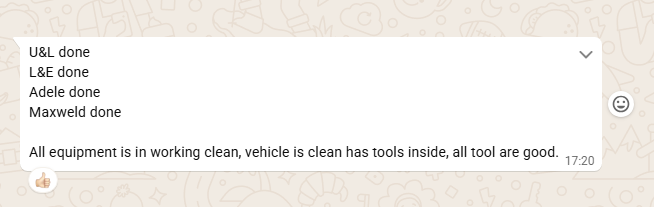 U&L done
L&E done
Adele done
Maxweld done
All equipment is in working clean, vehicle is clean has tools inside, all tool are good.
17:20